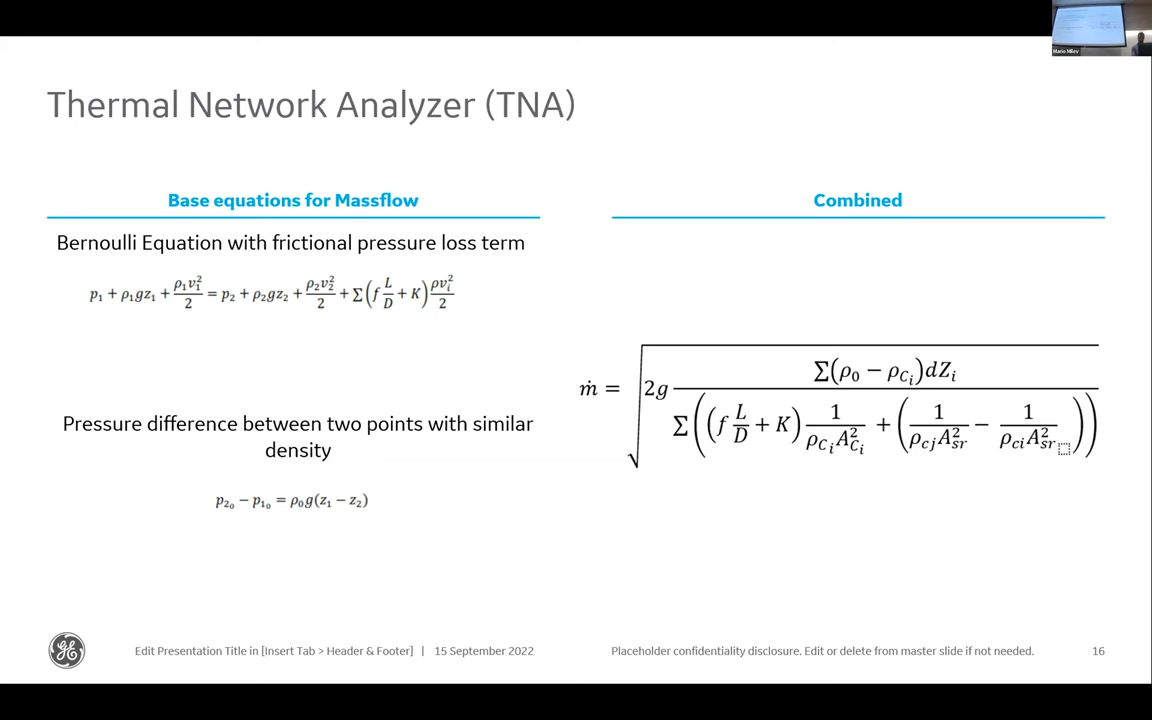 Mario Milev
Thermal Network Analyzer (TNA)
Base equations for Massflow
Bernoulli Equation with frictional pressure loss term
p₁ + ρ₁gz₁ + ρ₁v₁²/2 = p₂ + ρ₂gz₂ + ρ₂v₂²/2 + Σ(f L/D + K) ρvᵢ²/2
Pressure difference between two points with similar
density
p₂₀ − p₁₀ = ρ₀g(z₁ − z₂)
Combined
ṁ = √(2g Σ(ρ₀ − ρ_Cᵢ)dZᵢ / Σ((f L/D + K) 1/(ρ_Cᵢ A²_Cᵢ) + (1/(ρ_cj A²_sr) − 1/(ρ_ci A²_sr))))
GE
Edit Presentation Title in [Insert Tab > Header & Footer] | 15 September 2022
Placeholder confidentiality disclosure. Edit or delete from master slide if not needed.
16